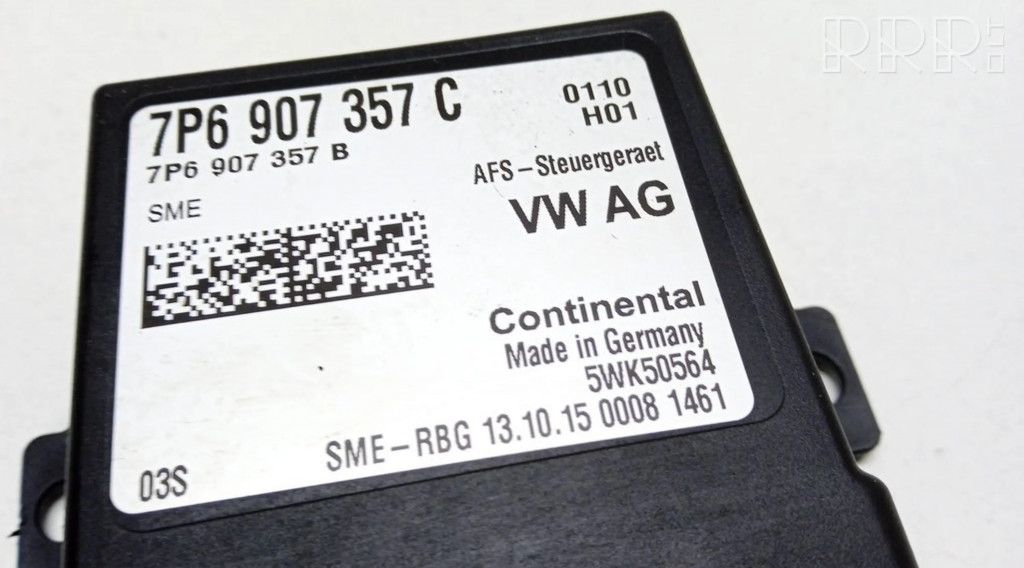 RRR.LT
7P6 907 357 C
0110
7P6 907 357 B
H01
AFS-Steuergeraet
SME
VW AG
Continental
Made in Germany
5WK50564
SME-RBG 13.10.15 0008 1461
03S